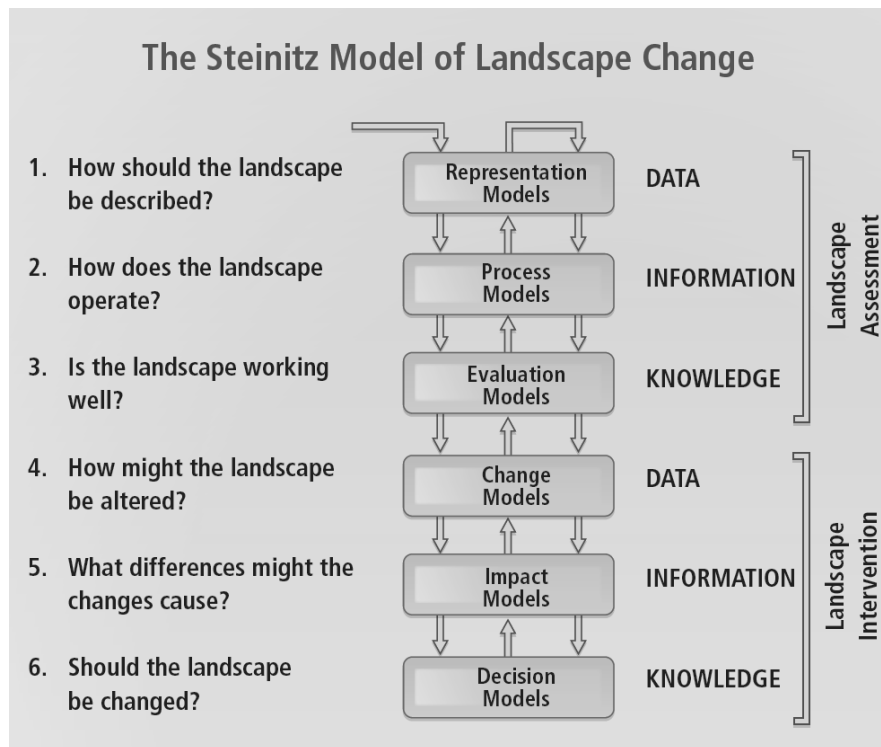 The Steinitz Model of Landscape Change
1. How should the landscape
be described?
Representation
Models
DATA
2. How does the landscape
operate?
Process
Models
INFORMATION
3. Is the landscape working
well?
Evaluation
Models
KNOWLEDGE
Landscape
Assessment
4. How might the landscape
be altered?
Change
Models
DATA
5. What differences might the
changes cause?
Impact
Models
INFORMATION
6. Should the landscape
be changed?
Decision
Models
KNOWLEDGE
Landscape
Intervention